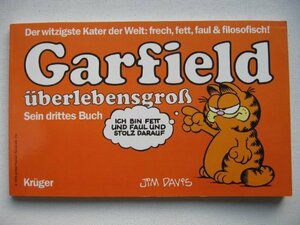 Der witzigste Kater der Welt: frech, fett, faul & filosofisch!
Garfield
überlebensgroß
Sein drittes Buch
ICH BIN FETT
UND FAUL UND
STOLZ DARAUF
Krüger
JIM DAVIS